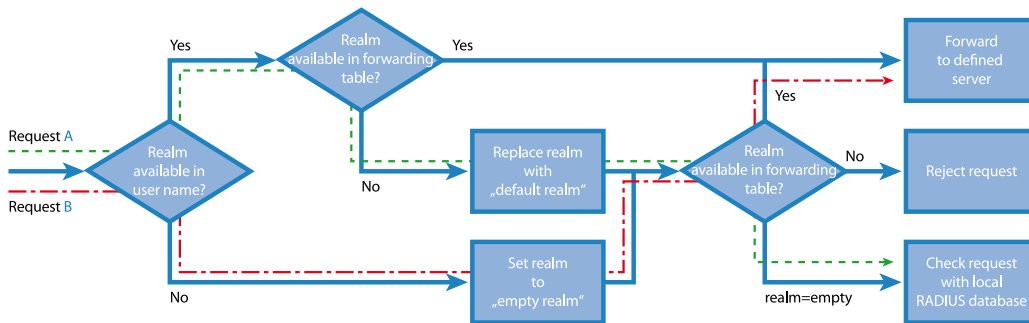 Yes
Realm
available in forwarding
table?
Yes
Forward
to defined
server
Request A
Realm
available in
user name?
Request B
No
Replace realm
with
„default realm“
Yes
Realm
available in forwarding
table?
No
Reject request
No
Set realm
to
„empty realm“
realm=empty
Check request
with local
RADIUS database